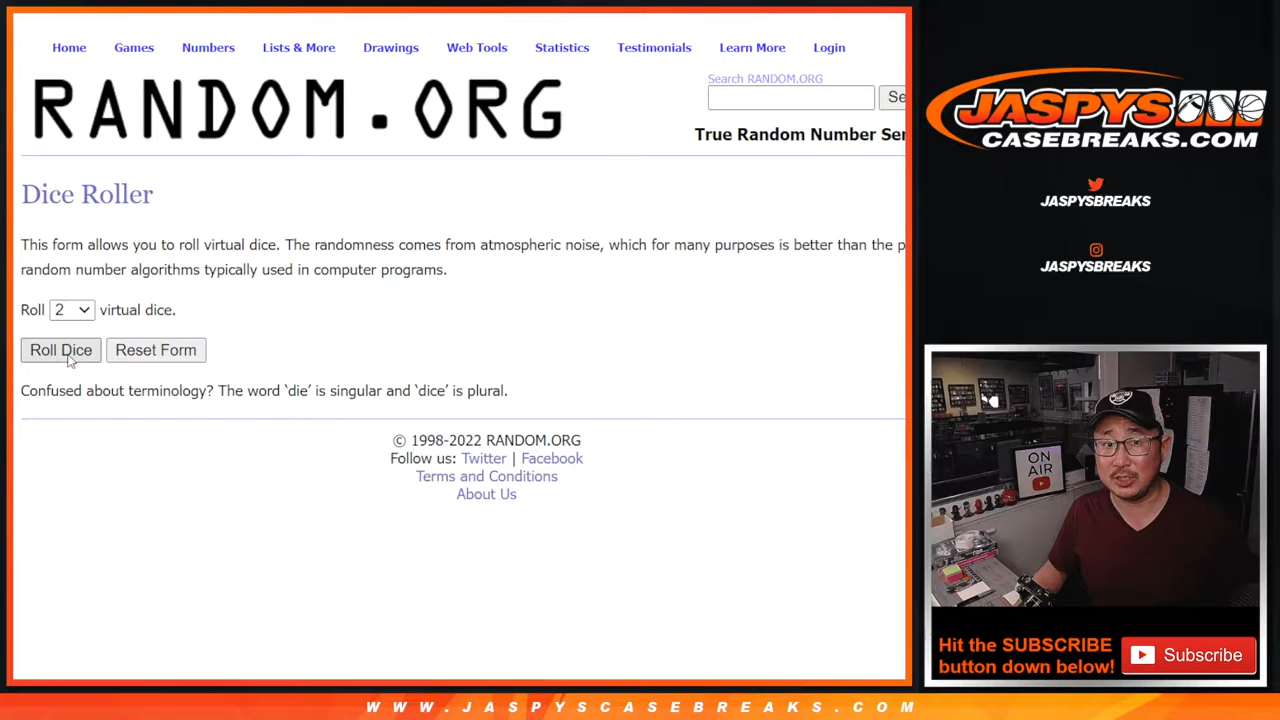 Home Games Numbers Lists & More Drawings Web Tools Statistics Testimonials Learn More Login
RANDOM.ORG
Search RANDOM.ORG
Se
True Random Number Ser
Dice Roller
This form allows you to roll virtual dice. The randomness comes from atmospheric noise, which for many purposes is better than the p
random number algorithms typically used in computer programs.
Roll 2 virtual dice.
Roll Dice Reset Form
Confused about terminology? The word ‘die’ is singular and ‘dice’ is plural.
© 1998-2022 RANDOM.ORG
Follow us: Twitter | Facebook
Terms and Conditions
About Us
JASPYS
CASEBREAKS.COM
JASPYSBREAKS
JASPYSBREAKS
ON
AIR
Hit the SUBSCRIBE
button down below!
Subscribe
WWW.JASPYSCASEBREAKS.COM